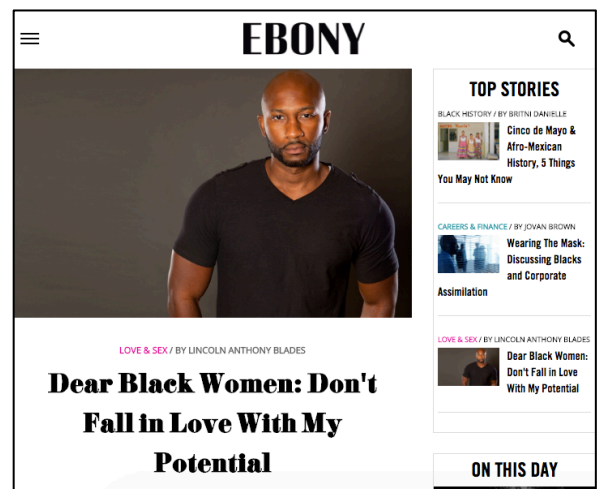 EBONY
LOVE & SEX / BY LINCOLN ANTHONY BLADES
Dear Black Women: Don't
Fall in Love With My
Potential
TOP STORIES
BLACK HISTORY / BY BRITNI DANIELLE
Cinco de Mayo &
Afro-Mexican
History, 5 Things
You May Not Know
CAREERS & FINANCE / BY JOVAN BROWN
Wearing The Mask:
Discussing Blacks
and Corporate
Assimilation
LOVE & SEX / BY LINCOLN ANTHONY BLADES
Dear Black Women:
Don't Fall in Love
With My Potential
ON THIS DAY